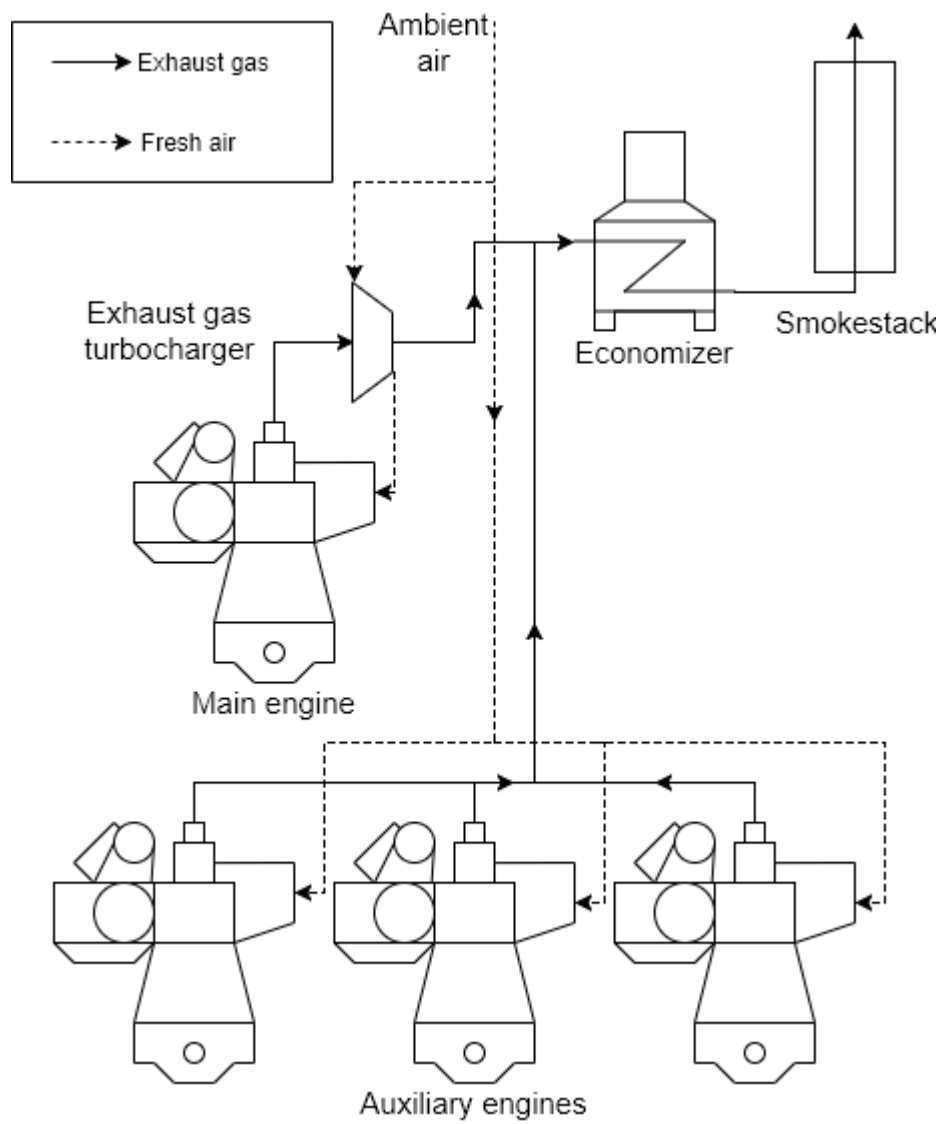 Exhaust gas
Fresh air
Ambient
air
Exhaust gas
turbocharger
Economizer
Smokestack
Main engine
Auxiliary engines